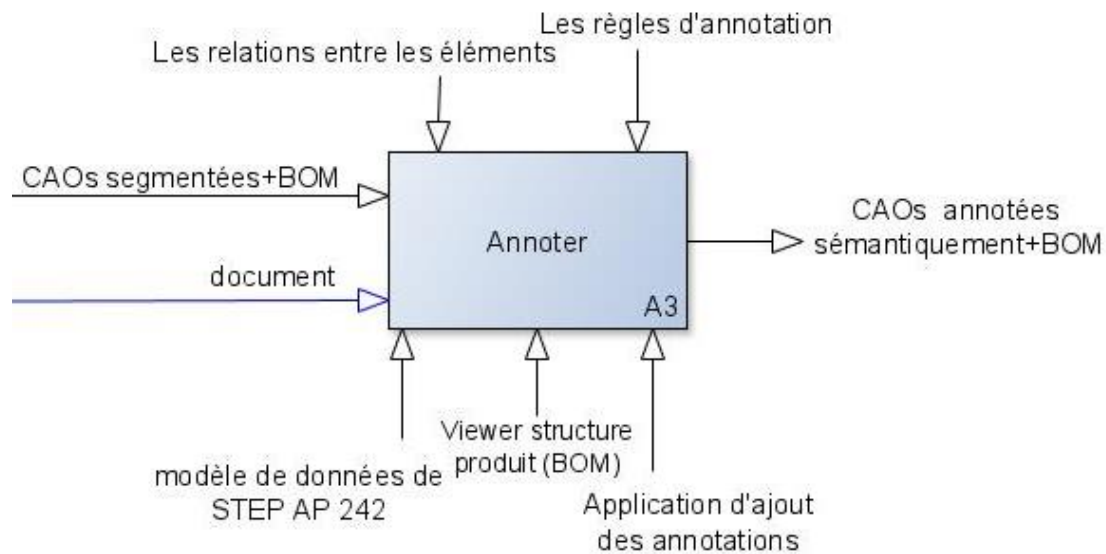 Les règles d'annotation
Les relations entre les éléments
CAOs segmentées+BOM
document
Annoter
A3
CAOs annotées
sémantiquement+BOM
modèle de données de
STEP AP 242
Viewer structure
produit (BOM)
Application d'ajout
des annotations